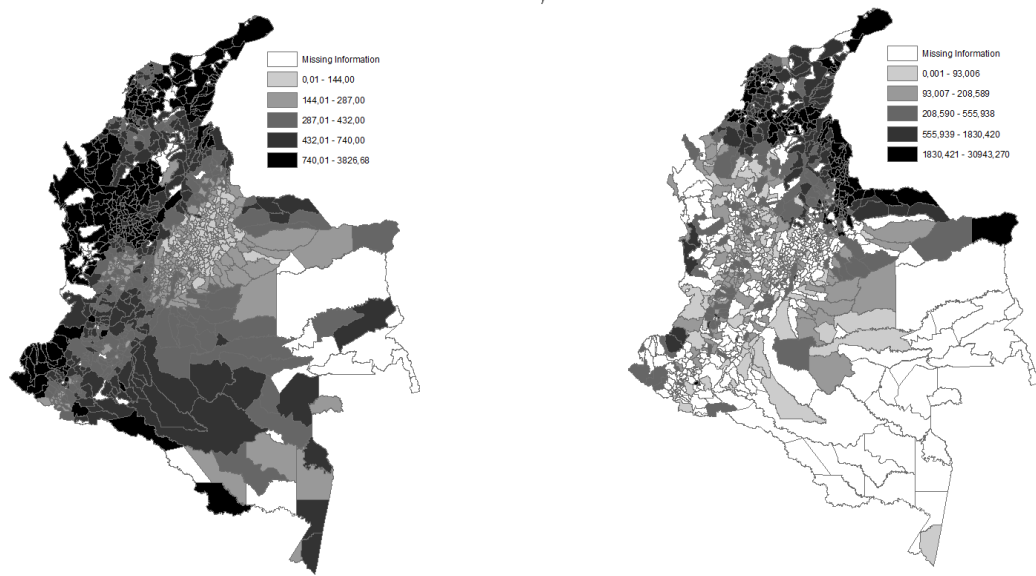 Missing Information
0,01 - 144,00
144,01 - 287,00
287,01 - 432,00
432,01 - 740,00
740,01 - 3826,68
Missing Information
0,001 - 93,006
93,007 - 208,589
208,590 - 555,938
555,939 - 1830,420
1830,421 - 30943,270